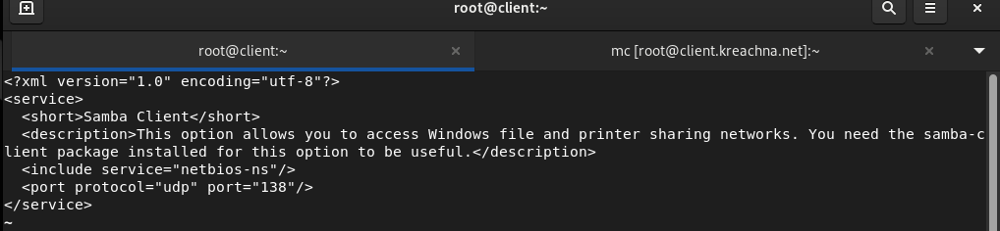 root@client:~
root@client:~
mc [root@client.kreachna.net]:~
<?xml version="1.0" encoding="utf-8"?>
<service>
  <short>Samba Client</short>
  <description>This option allows you to access Windows file and printer sharing networks. You need the samba-c
lient package installed for this option to be useful.</description>
  <include service="netbios-ns"/>
  <port protocol="udp" port="138"/>
</service>
~